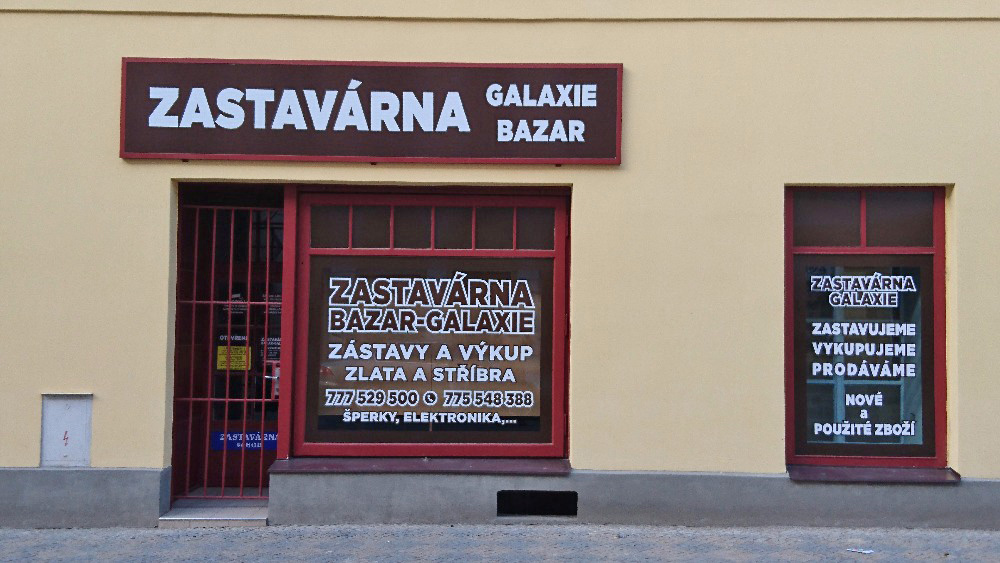 ZASTAVÁRNA
GALAXIE
BAZAR
ZASTAVÁRNA
BAZAR-GALAXIE
ZÁSTAVY A VÝKUP
ZLATA A STŘÍBRA
777 529 500 775 548 388
ŠPERKY, ELEKTRONIKA,...
ZASTAVÁRNA
GALAXIE
ZASTAVUJEME
VYKUPUJEME
PRODÁVÁME
NOVÉ
a
POUŽITÉ ZBOŽÍ
ZASTAVÁRNA